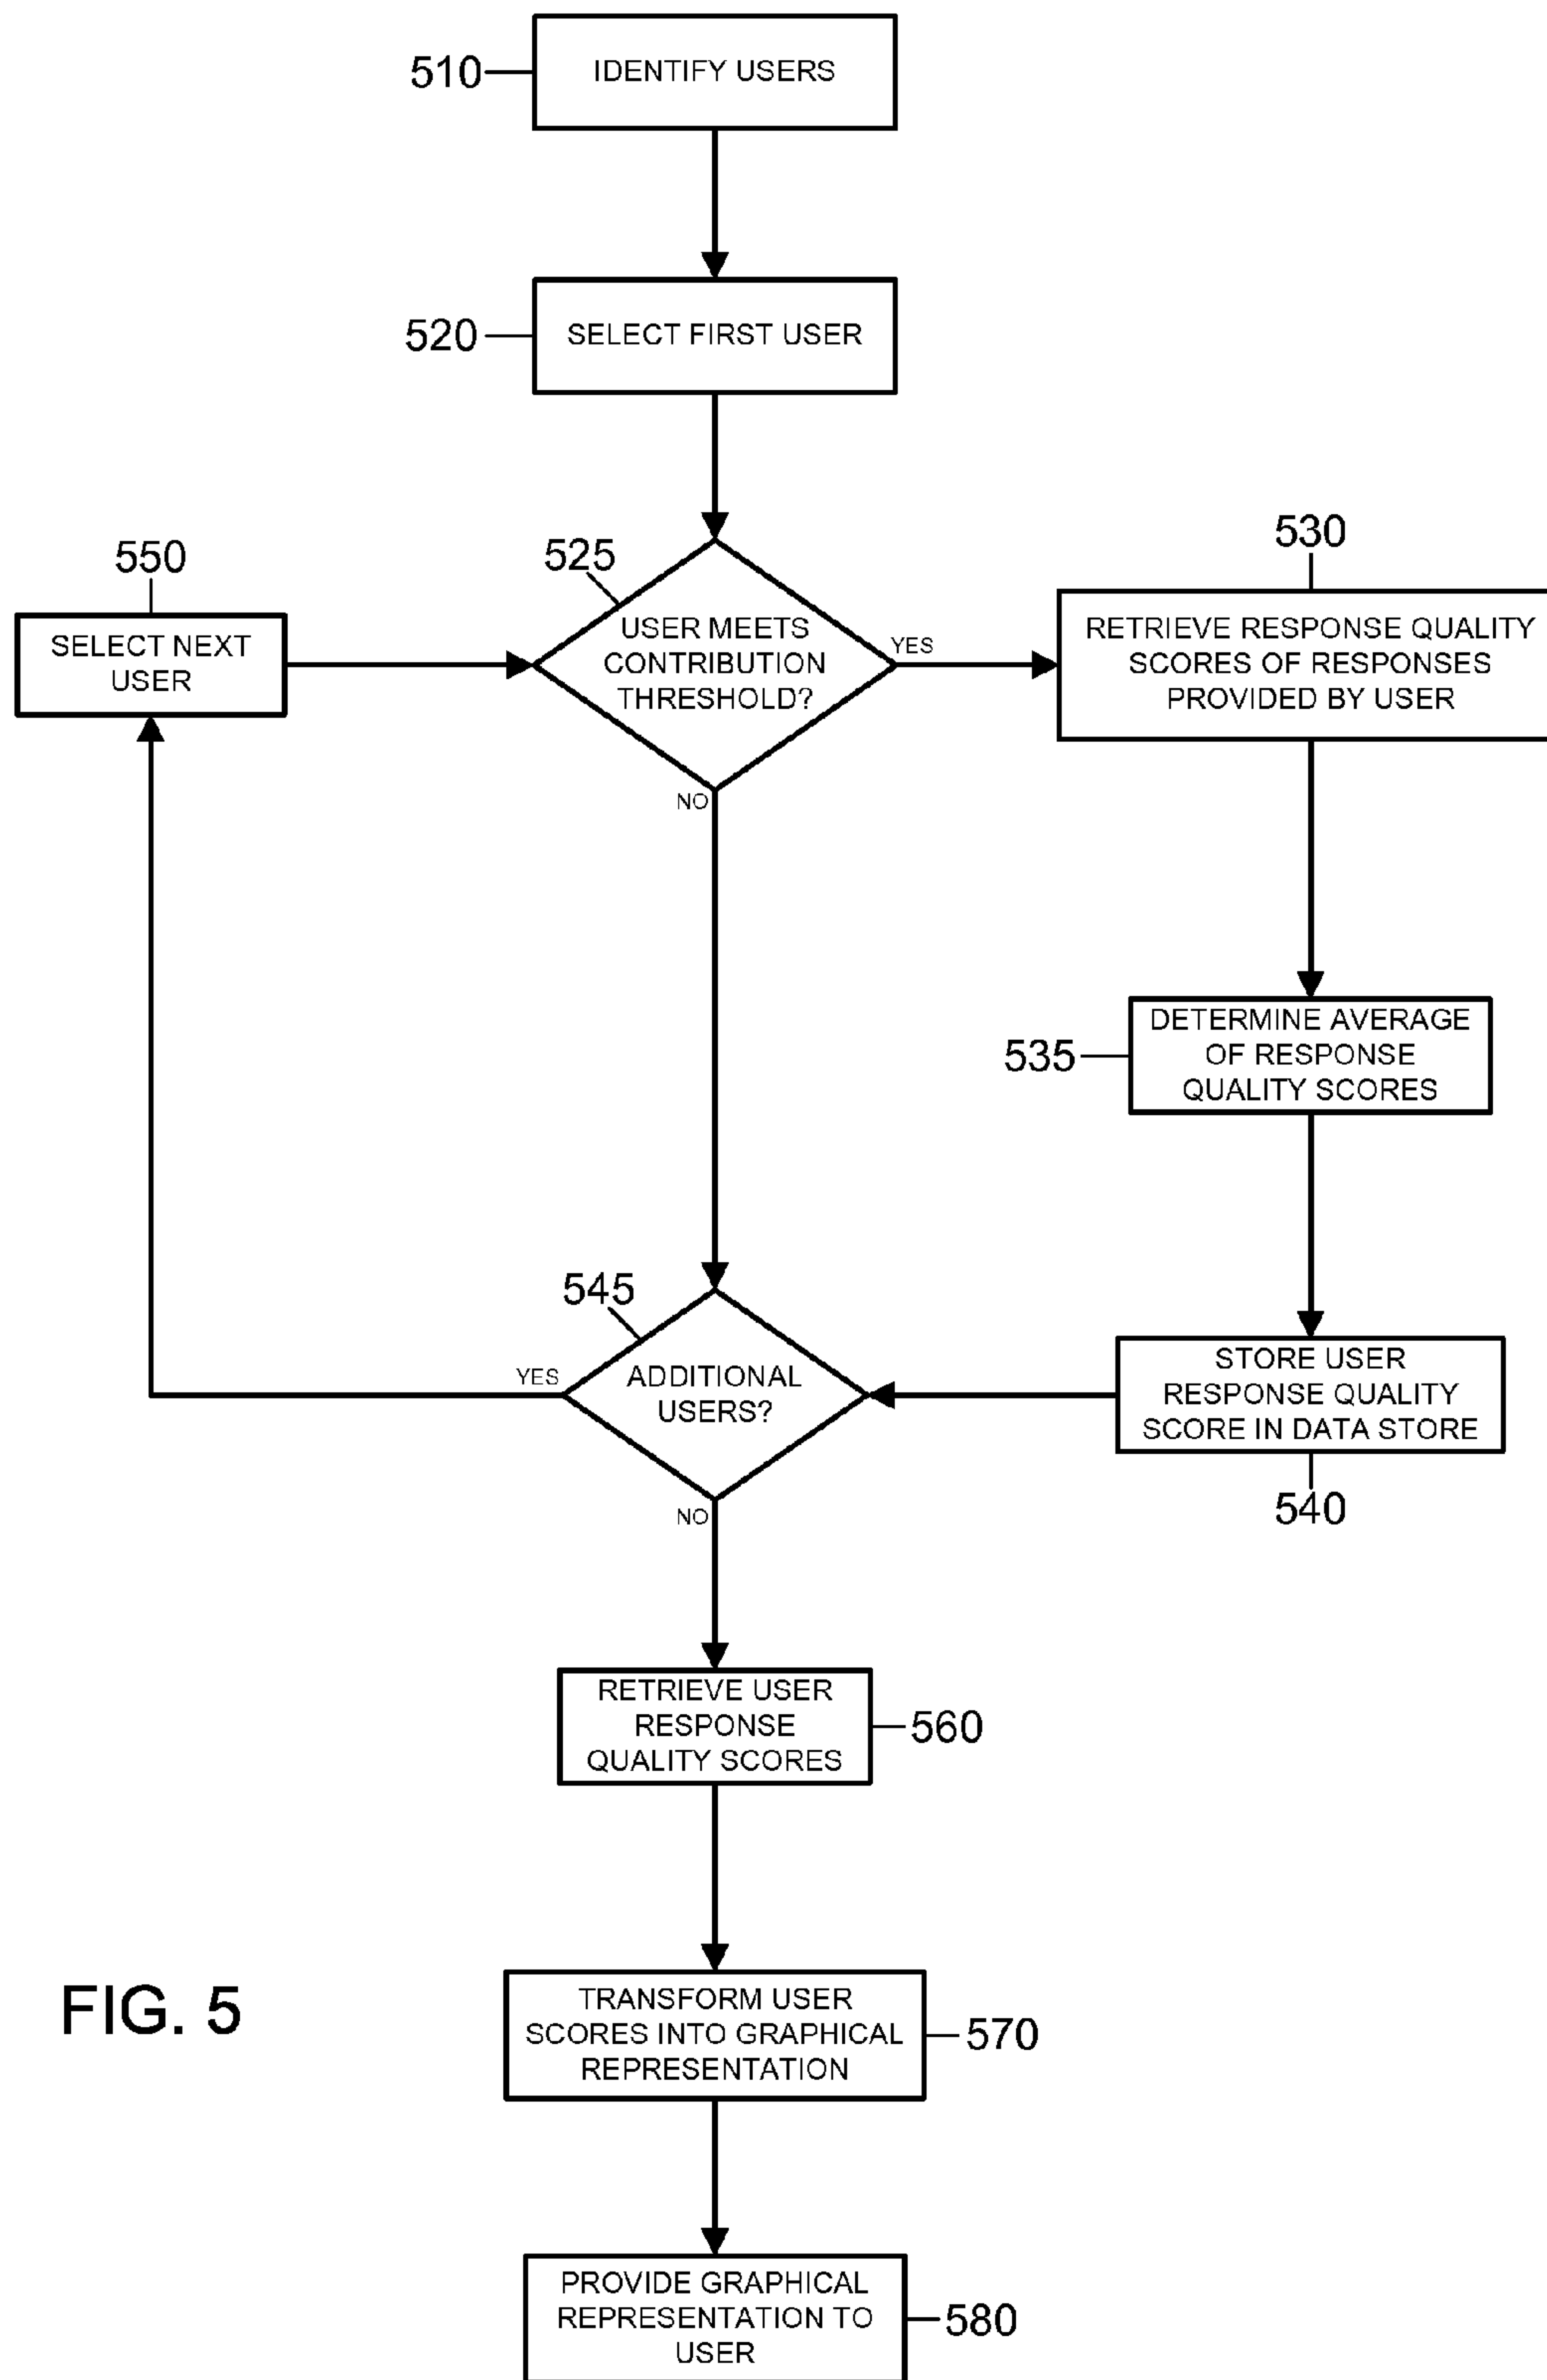 510
IDENTIFY USERS
520
SELECT FIRST USER
550
SELECT NEXT
USER
525
USER MEETS
CONTRIBUTION
THRESHOLD?
YES
NO
530
RETRIEVE RESPONSE QUALITY
SCORES OF RESPONSES
PROVIDED BY USER
535
DETERMINE AVERAGE
OF RESPONSE
QUALITY SCORES
545
YES
ADDITIONAL
USERS?
NO
STORE USER
RESPONSE QUALITY
SCORE IN DATA STORE
540
RETRIEVE USER
RESPONSE
QUALITY SCORES
560
FIG. 5
TRANSFORM USER
SCORES INTO GRAPHICAL
REPRESENTATION
570
PROVIDE GRAPHICAL
REPRESENTATION TO
USER
580